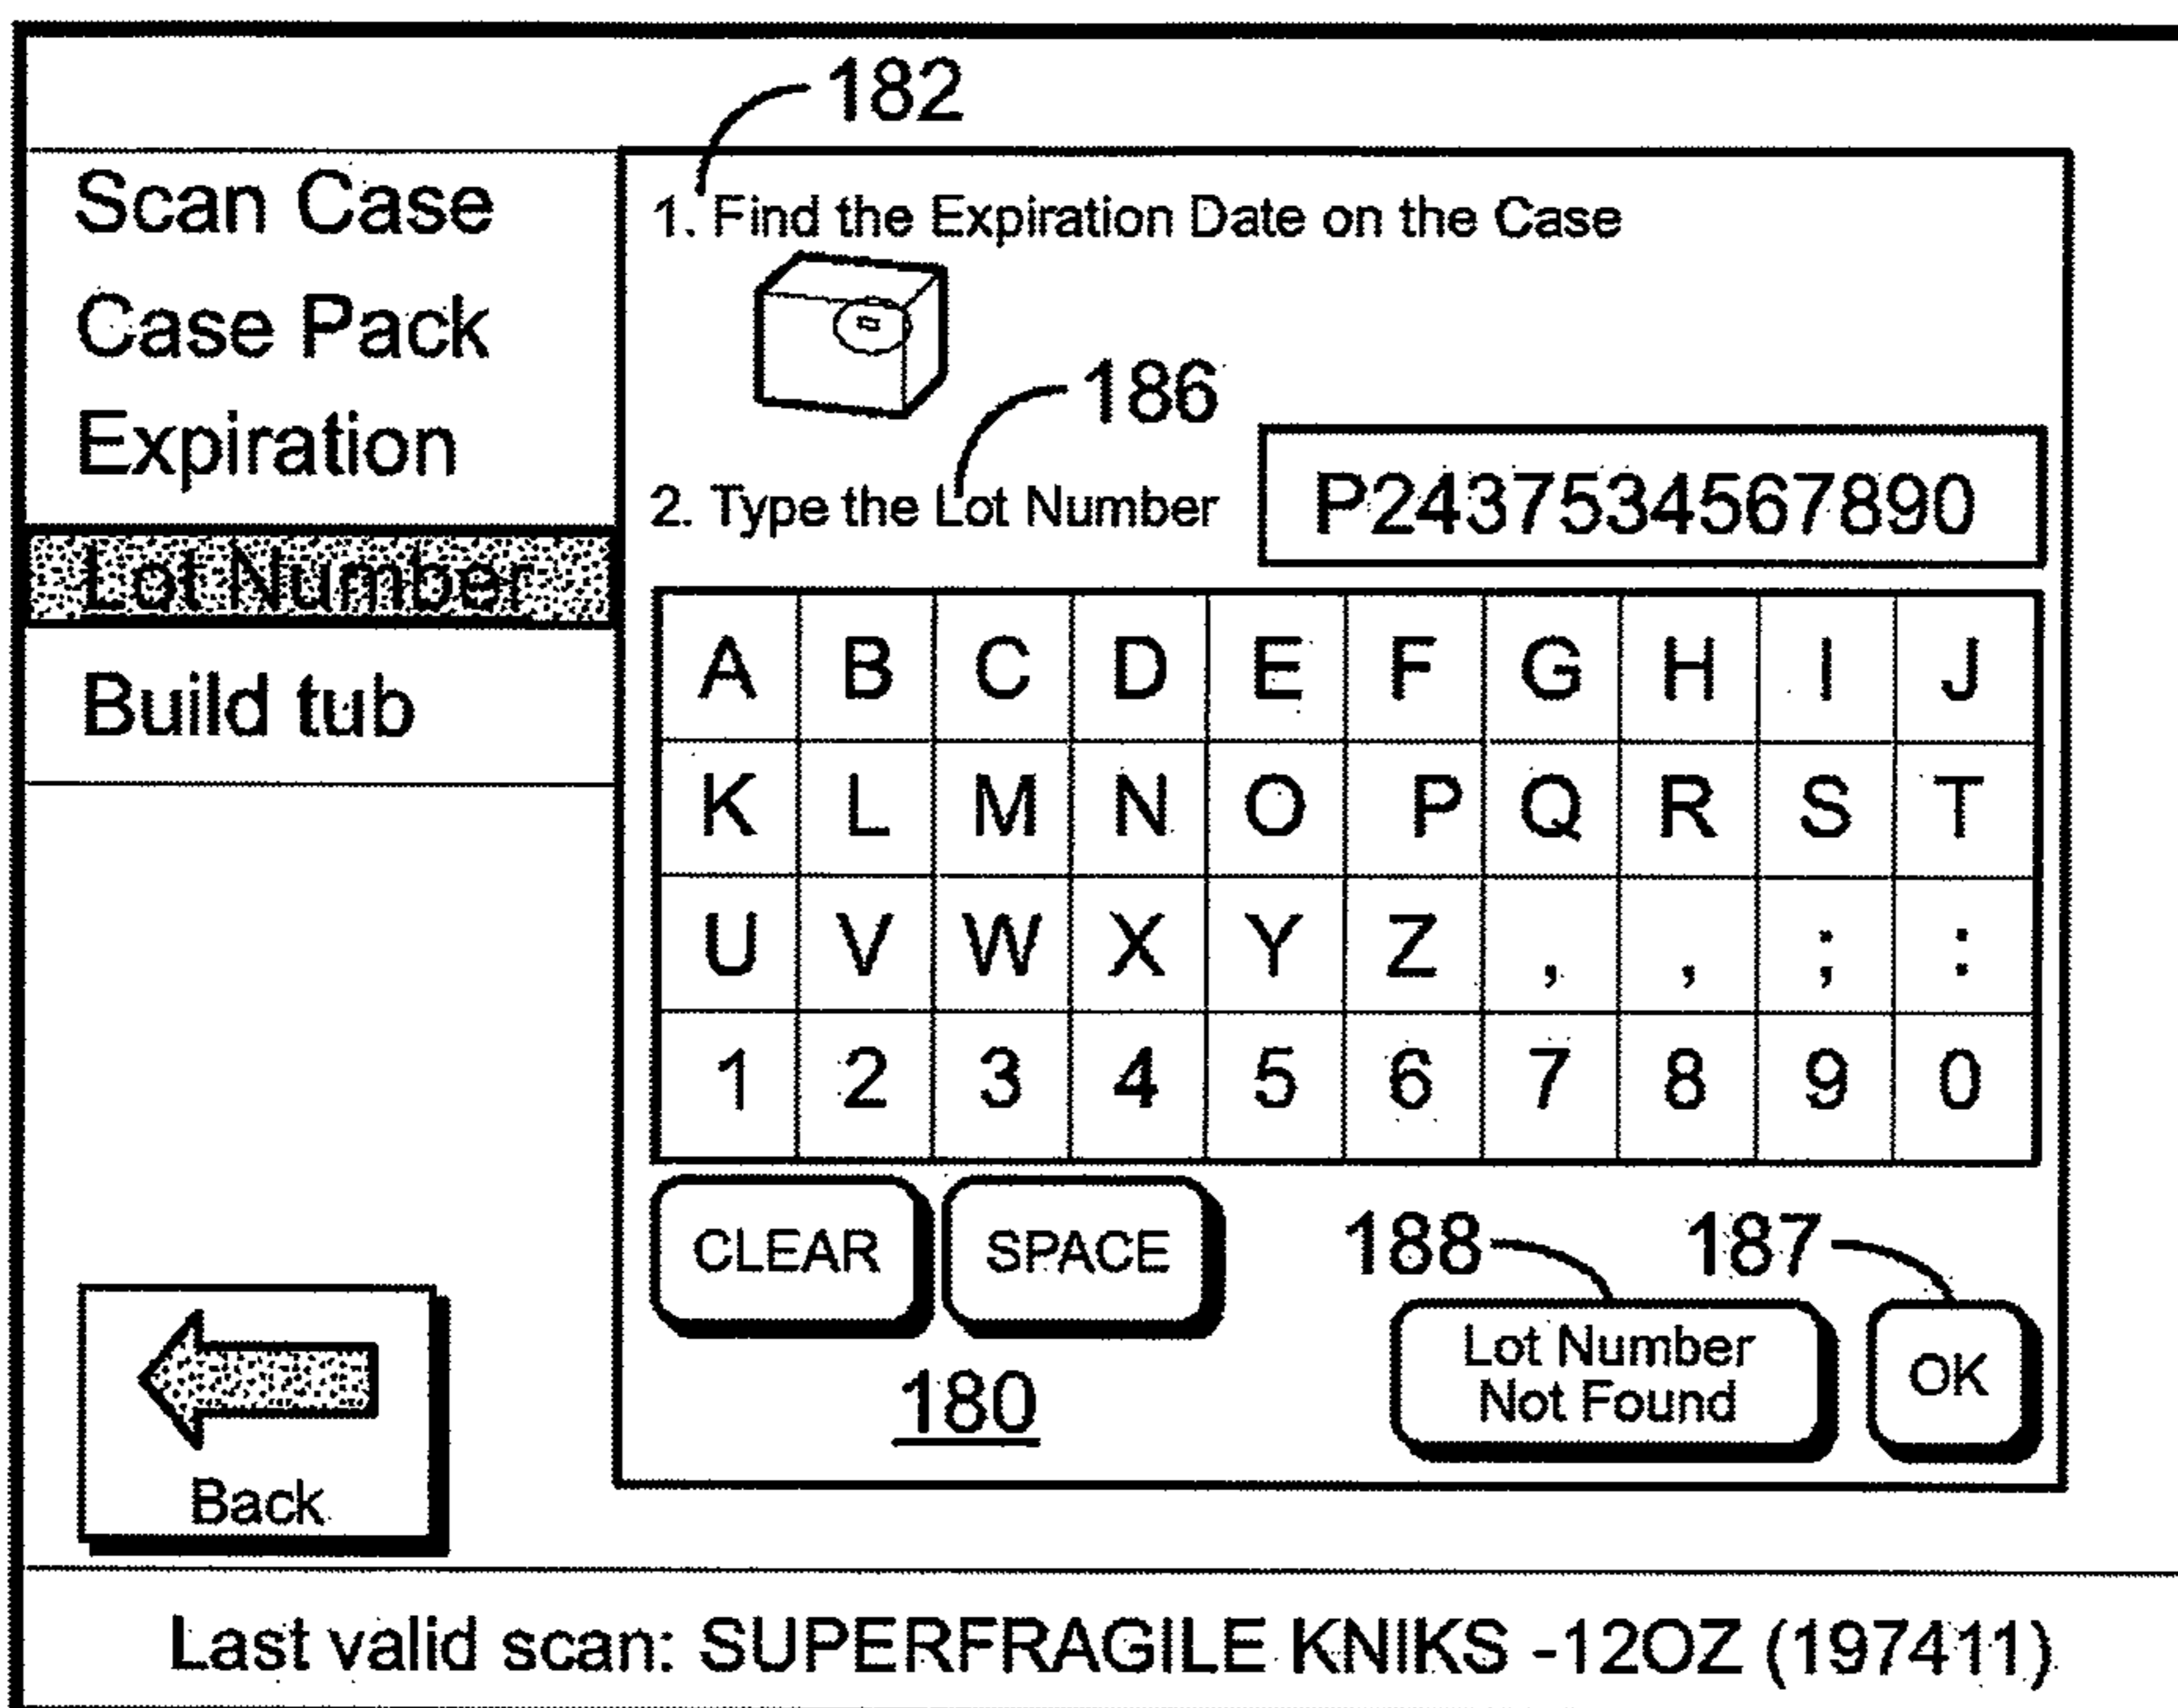 182
Scan Case
Case Pack
Expiration
Lot Number
Build tub
Back
1. Find the Expiration Date on the Case
186
2. Type the Lot Number P2437534567890
A B C D E F G H I J
K L M N O P Q R S T
U V W X Y Z , , ; :
1 2 3 4 5 6 7 8 9 0
CLEAR SPACE
188 187
Lot Number
Not Found
OK
180
Last valid scan: SUPERFRAGILE KNIKS -12OZ (197411)